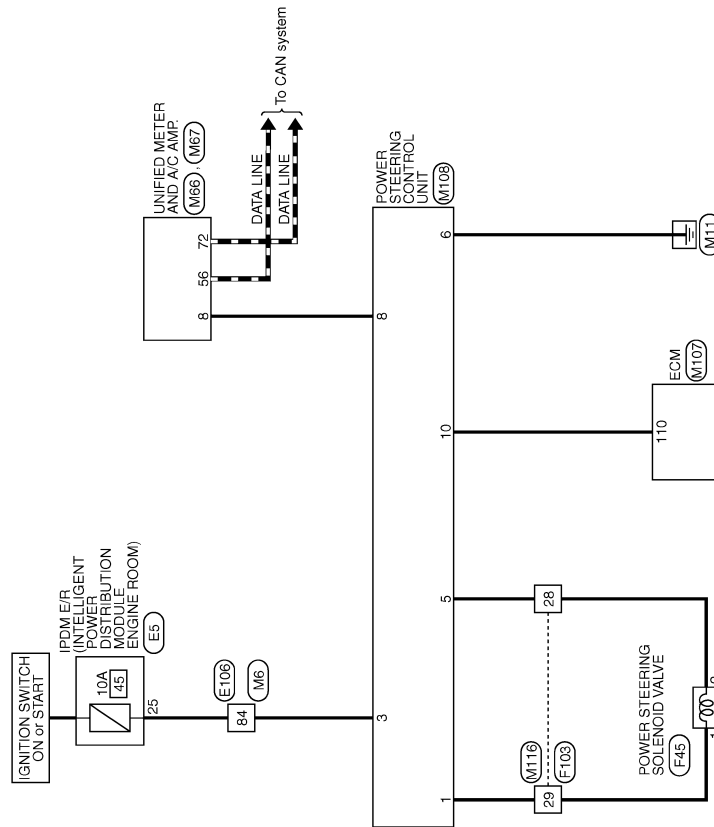 IGNITION SWITCH
ON or START
IPDM E/R
(INTELLIGENT
POWER
DISTRIBUTION
MODULE
ENGINE ROOM)
E5
10A
45
25
84
E106
M6
3
UNIFIED METER
AND A/C AMP.
M66 , M67
8
56
72
DATA LINE
DATA LINE
To CAN system
8
POWER
STEERING
CONTROL
UNIT
M108
1
5
10
6
29
28
M116
F103
POWER STEERING
SOLENOID VALVE
F45
110
ECM
M107
M11